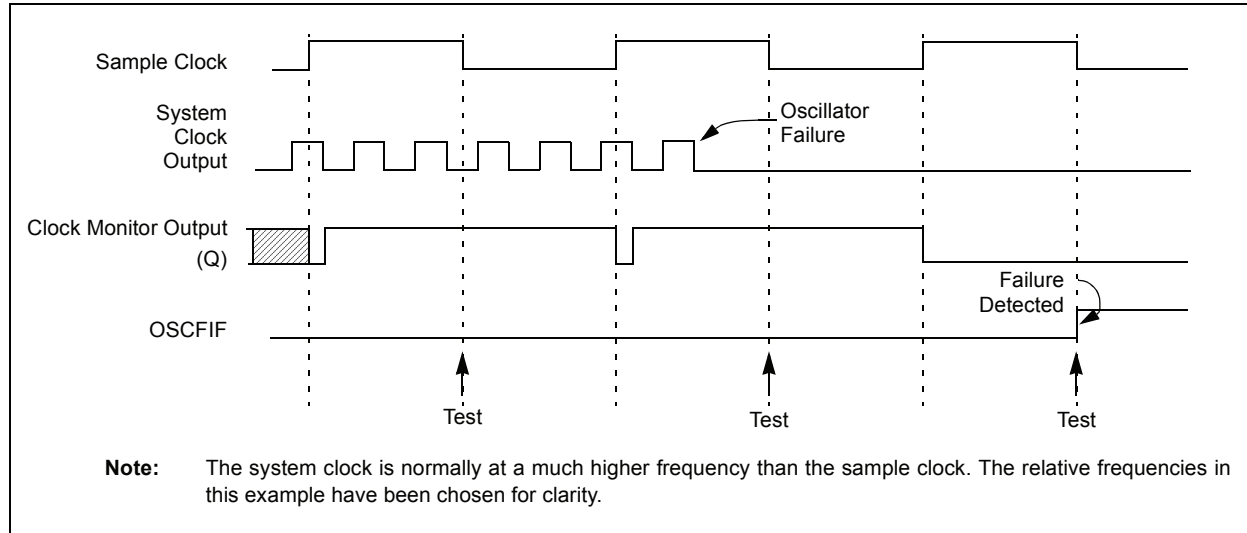 Sample Clock
System
Clock
Output
Oscillator
Failure
Clock Monitor Output
(Q)
Failure
Detected
OSCFIF
Test
Test
Test
Note: The system clock is normally at a much higher frequency than the sample clock. The relative frequencies in
this example have been chosen for clarity.